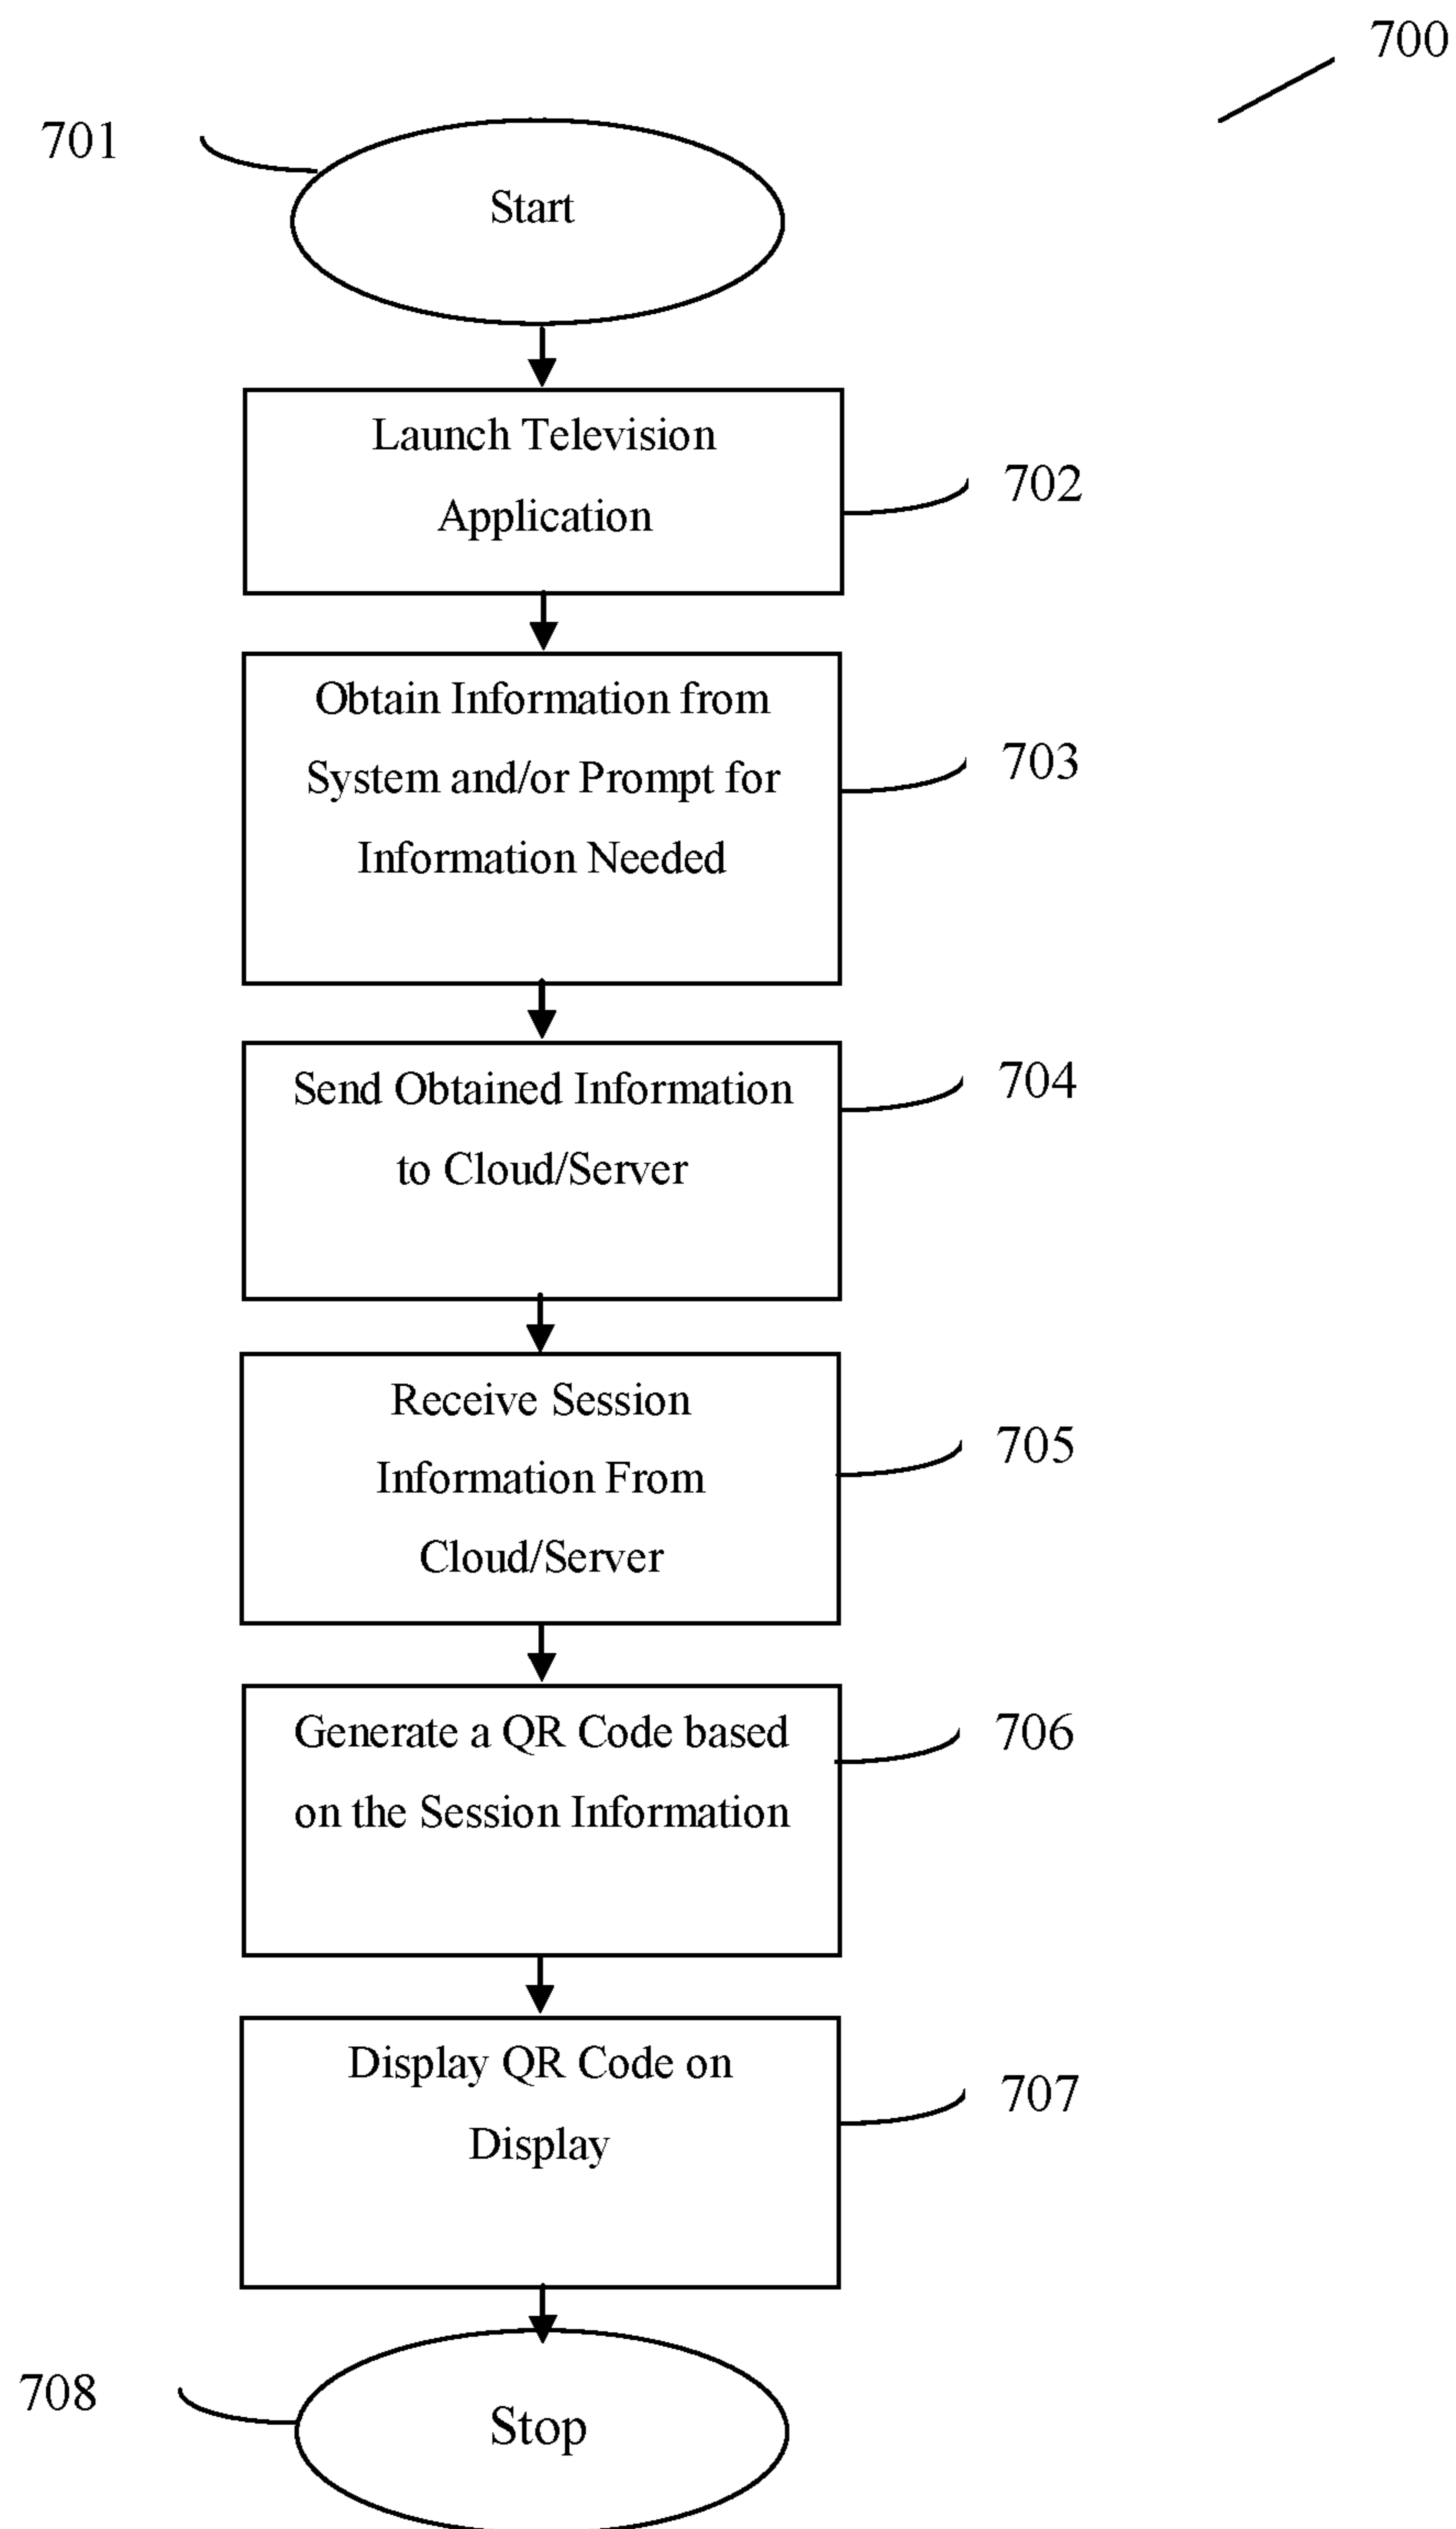 700
701
Start
Launch Television
Application
702
Obtain Information from
System and/or Prompt for
Information Needed
703
Send Obtained Information
to Cloud/Server
704
Receive Session
Information From
Cloud/Server
705
Generate a QR Code based
on the Session Information
706
Display QR Code on
Display
707
708
Stop